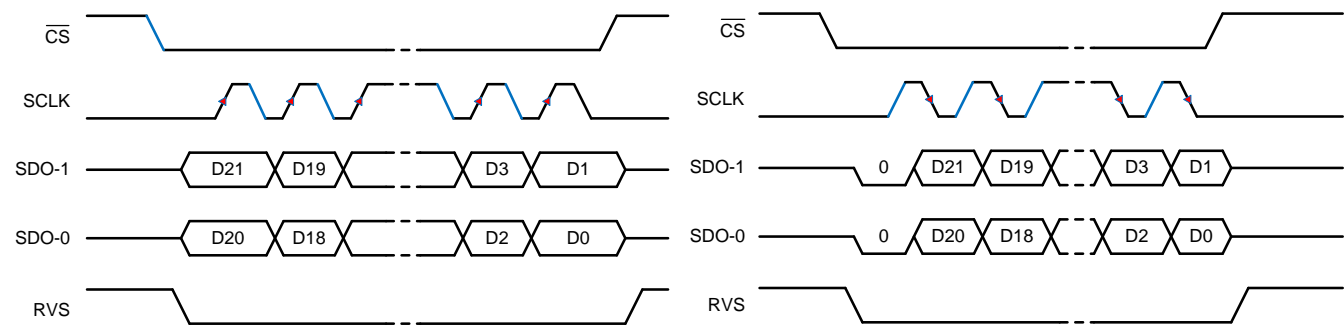 CS
SCLK
SDO-1 D21 D19 D3 D1
SDO-0 D20 D18 D2 D0
RVS
CS
SCLK
SDO-1 0 D21 D19 D3 D1
SDO-0 0 D20 D18 D2 D0
RVS